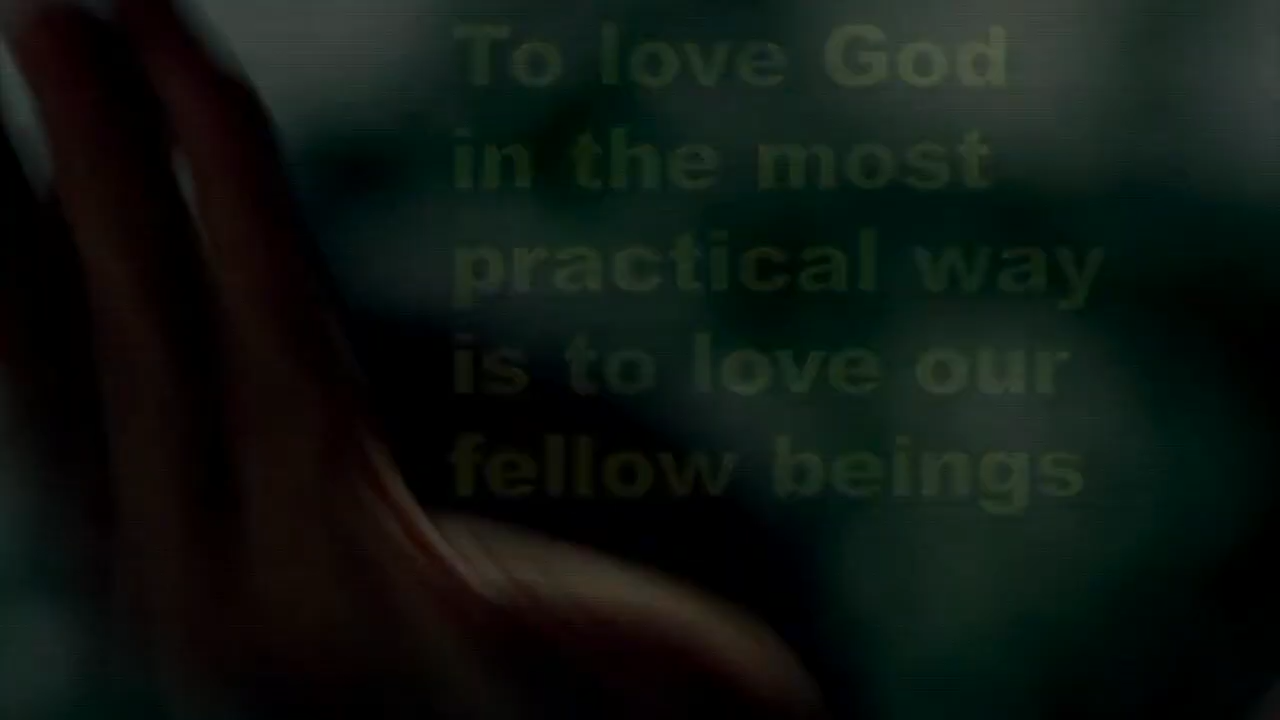 To love God
in the most
practical way
is to love our
fellow beings